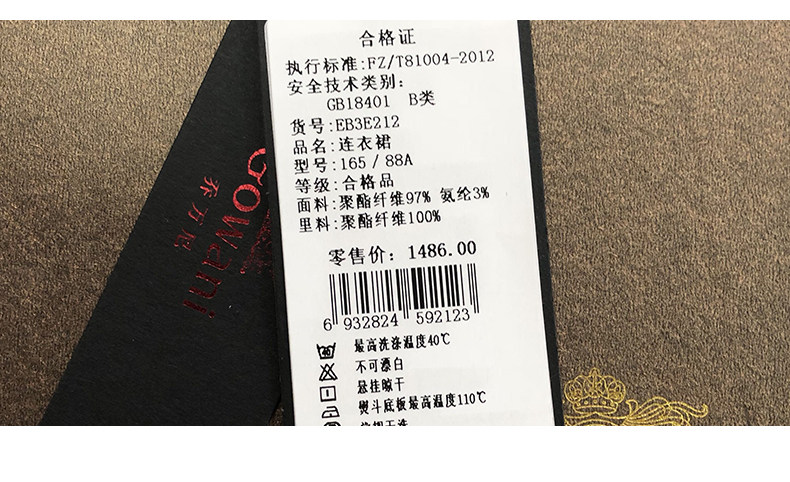 合格证
执行标准:FZ/T81004-2012
安全技术类别:
GB18401 B类
货号:EB3E212
品名:连衣裙
型号:165/88A
等级:合格品
面料:聚酯纤维97% 氨纶3%
里料:聚酯纤维100%
零售价: 1486.00
6 932824 592123
最高洗涤温度40℃
不可漂白
悬挂晾干
熨斗底板最高温度110℃
Gowani
乔万尼